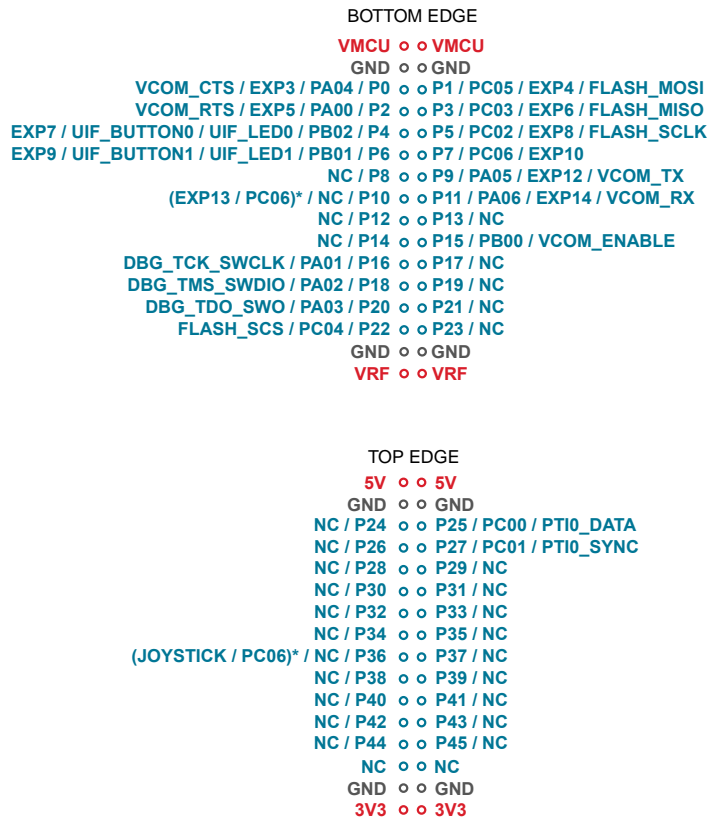 BOTTOM EDGE
VMCU VMCU
GND GND
VCOM_CTS / EXP3 / PA04 / P0 P1 / PC05 / EXP4 / FLASH_MOSI
VCOM_RTS / EXP5 / PA00 / P2 P3 / PC03 / EXP6 / FLASH_MISO
EXP7 / UIF_BUTTON0 / UIF_LED0 / PB02 / P4 P5 / PC02 / EXP8 / FLASH_SCLK
EXP9 / UIF_BUTTON1 / UIF_LED1 / PB01 / P6 P7 / PC06 / EXP10
NC / P8 P9 / PA05 / EXP12 / VCOM_TX
(EXP13 / PC06)* / NC / P10 P11 / PA06 / EXP14 / VCOM_RX
NC / P12 P13 / NC
NC / P14 P15 / PB00 / VCOM_ENABLE
DBG_TCK_SWCLK / PA01 / P16 P17 / NC
DBG_TMS_SWDIO / PA02 / P18 P19 / NC
DBG_TDO_SWO / PA03 / P20 P21 / NC
FLASH_SCS / PC04 / P22 P23 / NC
GND GND
VRF VRF
TOP EDGE
5V 5V
GND GND
NC / P24 P25 / PC00 / PTI0_DATA
NC / P26 P27 / PC01 / PTI0_SYNC
NC / P28 P29 / NC
NC / P30 P31 / NC
NC / P32 P33 / NC
NC / P34 P35 / NC
(JOYSTICK / PC06)* / NC / P36 P37 / NC
NC / P38 P39 / NC
NC / P40 P41 / NC
NC / P42 P43 / NC
NC / P44 P45 / NC
NC NC
GND GND
3V3 3V3